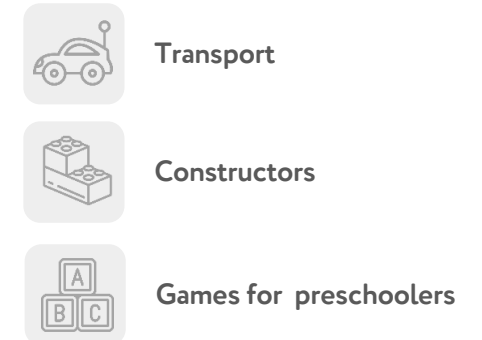 Transport
Constructors
A
B C
Games for preschoolers